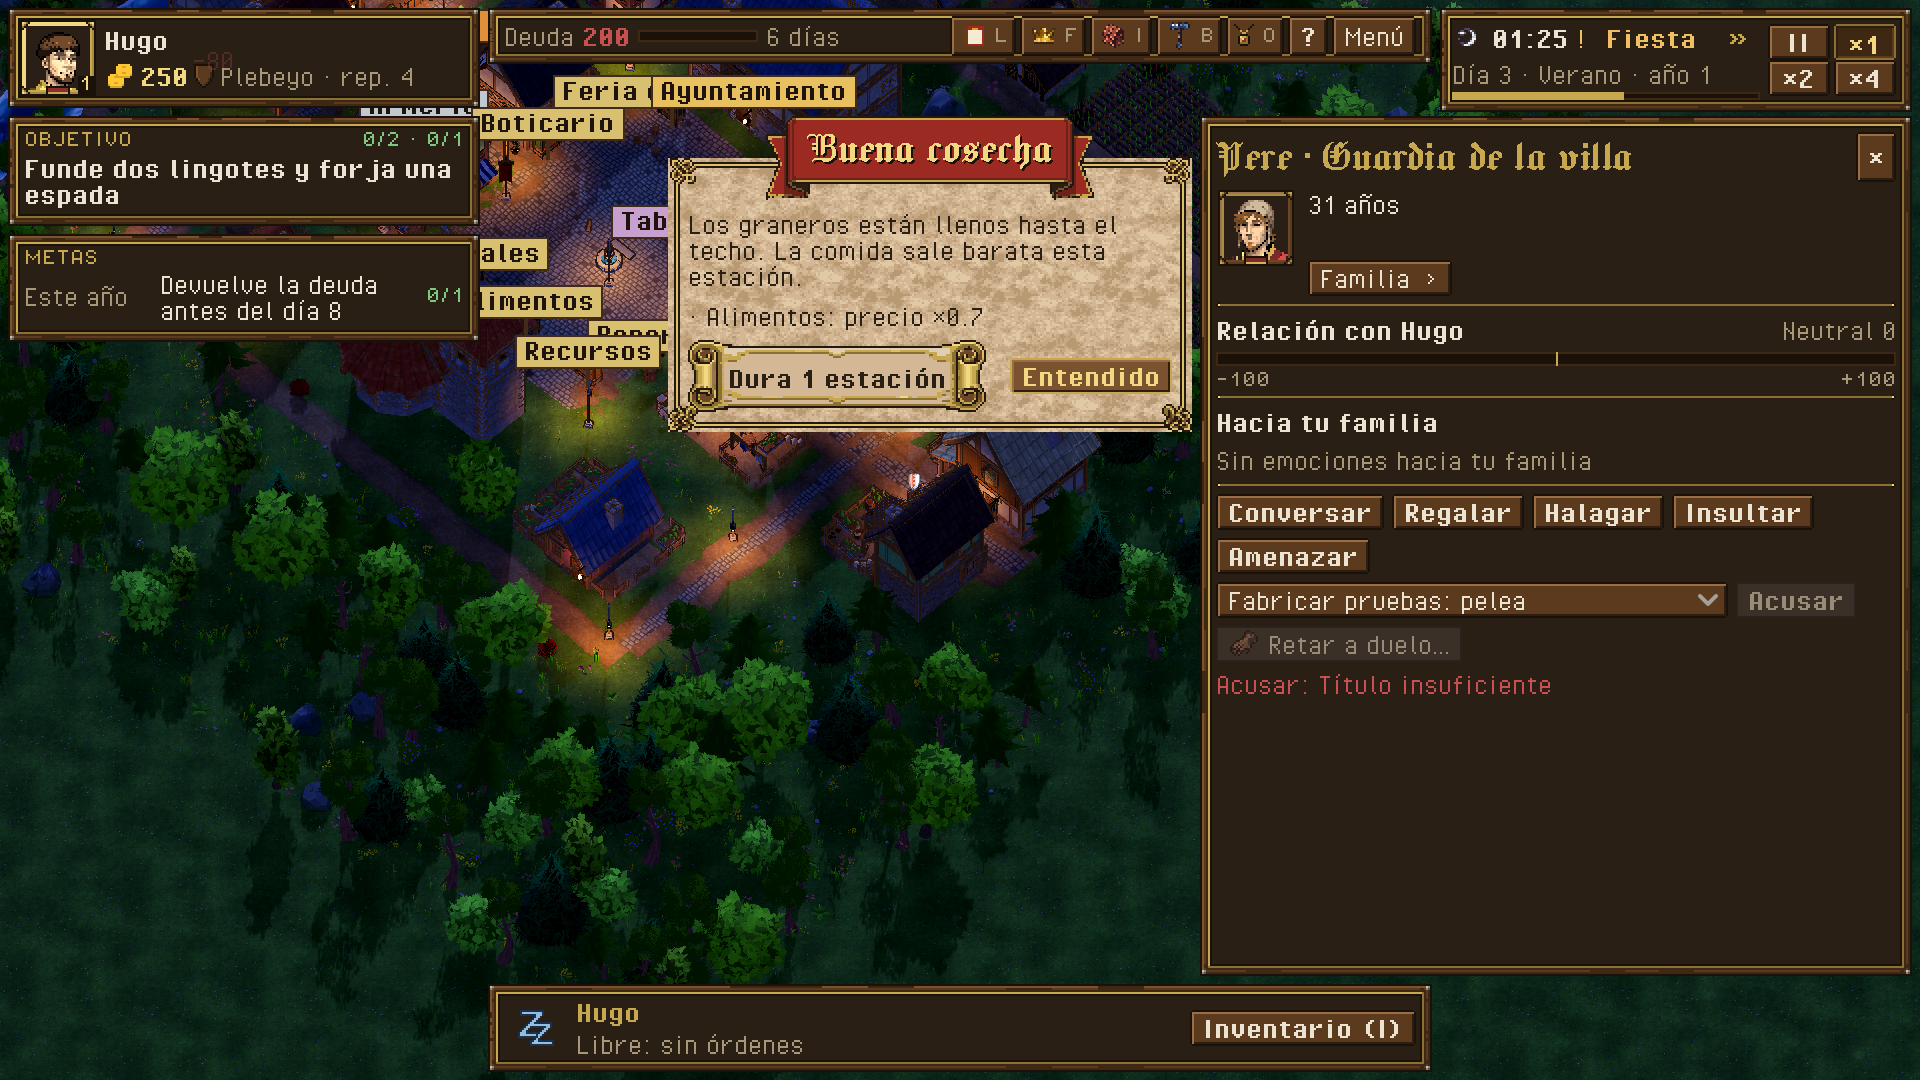 Hugo
250 Plebeyo · rep. 4
-80
1
Deuda 200 6 días
L
F
I
B
O
?
Menú
01:25 ! Fiesta »
Día 3 · Verano · año 1
×1
×2
×4
OBJETIVO 0/2 · 0/1
Funde dos lingotes y forja una
espada
METAS
Este año
Devuelve la deuda
antes del día 8
0/1
Feria
Ayuntamiento
Boticario
Tab
ales
limentos
Recursos
Buena cosecha
Los graneros están llenos hasta el
techo. La comida sale barata esta
estación.
· Alimentos: precio ×0.7
Dura 1 estación
Entendido
Pere · Guardia de la villa
×
31 años
Familia >
Relación con Hugo Neutral 0
-100 +100
Hacia tu familia
Sin emociones hacia tu familia
Conversar
Regalar
Halagar
Insultar
Amenazar
Fabricar pruebas: pelea
Acusar
Retar a duelo...
Acusar: Título insuficiente
Hugo
Libre: sin órdenes
Inventario (I)